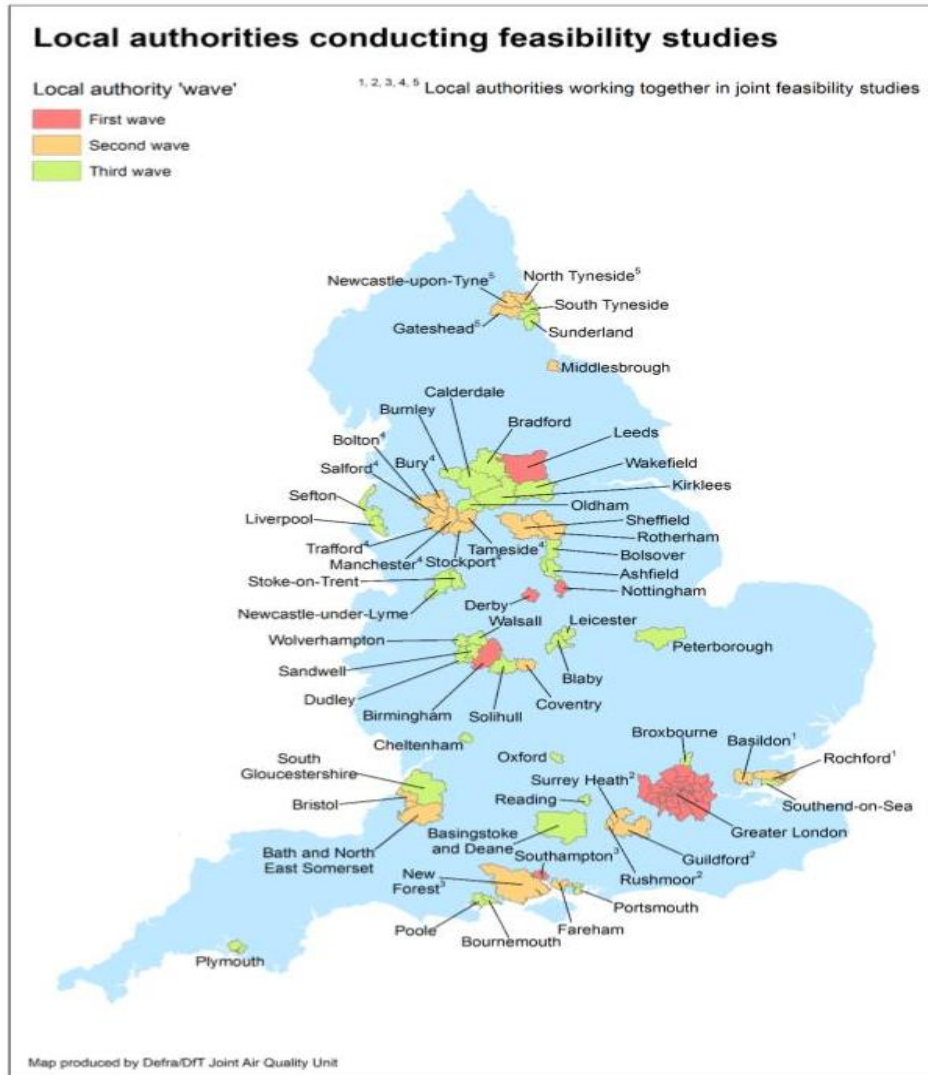 Local authorities conducting feasibility studies
Local authority 'wave'
1, 2, 3, 4, 5 Local authorities working together in joint feasibility studies
First wave
Second wave
Third wave
Newcastle-upon-Tyne5
North Tyneside5
South Tyneside
Gateshead5
Sunderland
Middlesbrough
Calderdale
Burnley
Bradford
Bolton4
Leeds
Bury4
Salford4
Wakefield
Kirklees
Sefton
Oldham
Liverpool
Sheffield
Rotherham
Trafford4
Tameside4
Manchester4
Stockport4
Bolsover
Stoke-on-Trent
Ashfield
Nottingham
Derby
Newcastle-under-Lyme
Walsall
Leicester
Wolverhampton
Peterborough
Sandwell
Blaby
Dudley
Coventry
Birmingham
Solihull
Broxbourne
Cheltenham
Oxford
Basildon1
Rochford1
South
Gloucestershire
Surrey Heath2
Bristol
Reading
Southend-on-Sea
Basingstoke
and Deane
Greater London
Bath and North
East Somerset
Southampton3
Guildford2
New
Forest3
Rushmoor2
Portsmouth
Poole
Fareham
Bournemouth
Plymouth
Map produced by Defra/DfT Joint Air Quality Unit